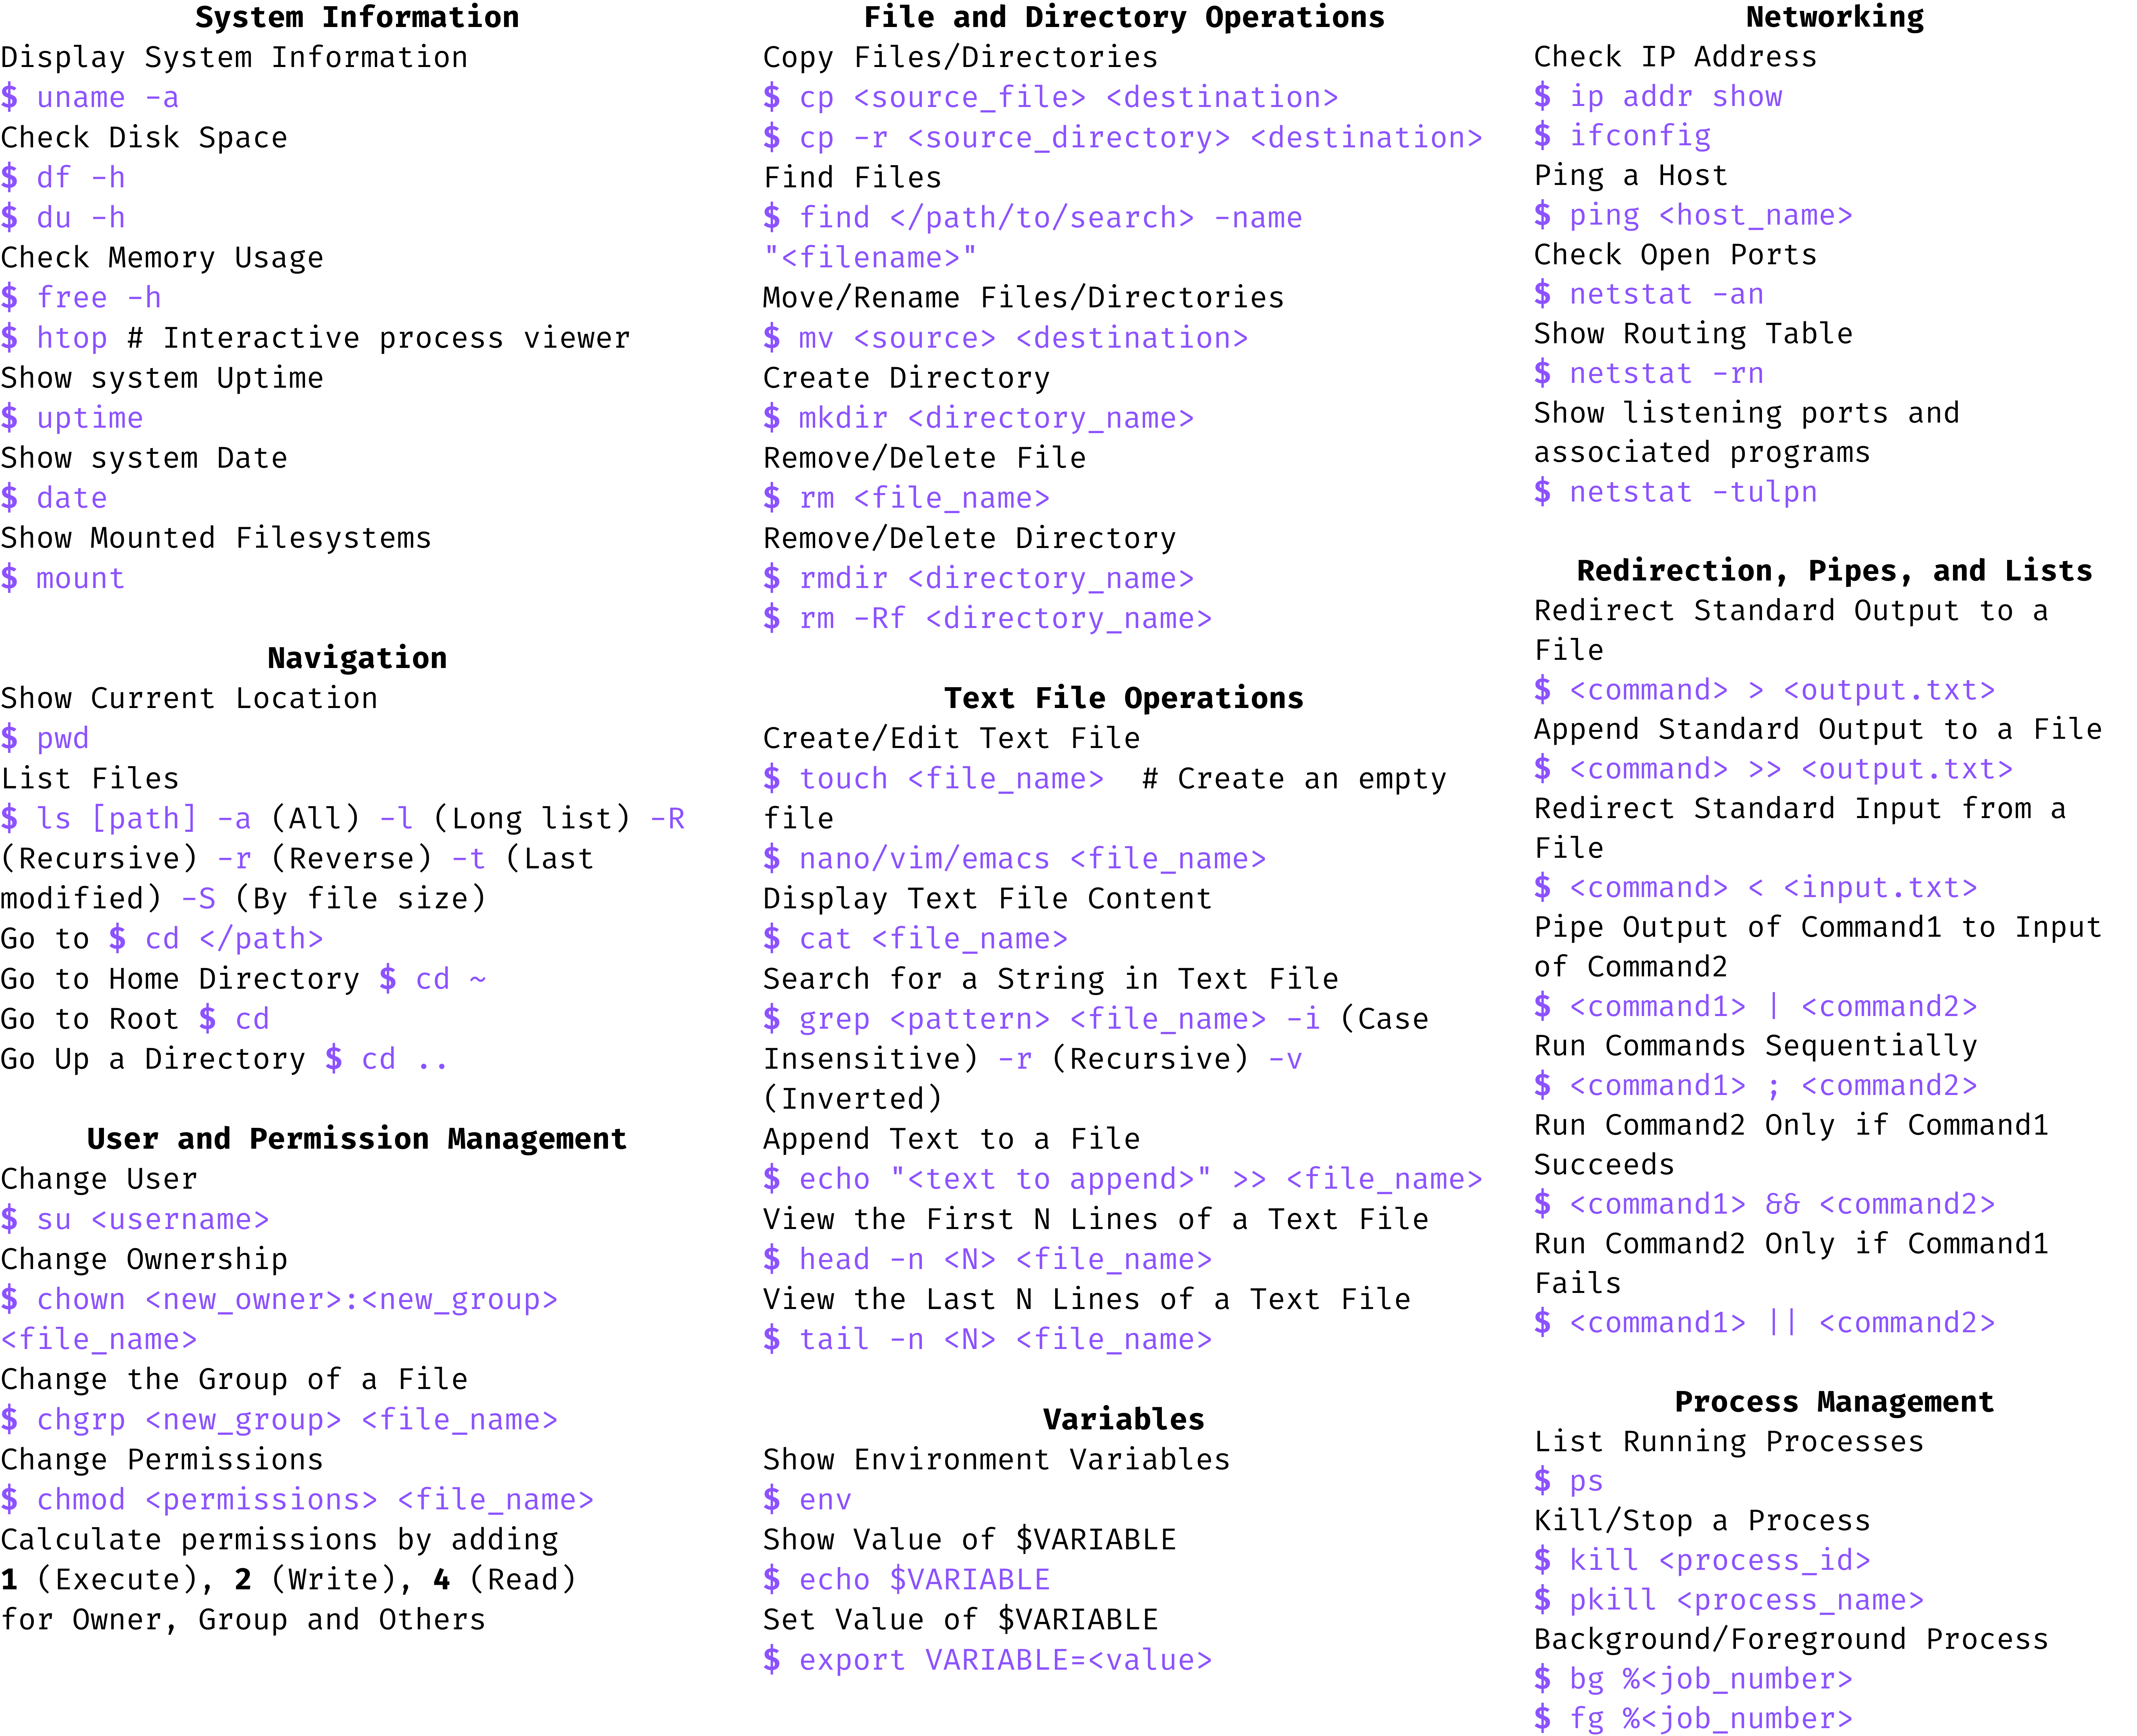 System Information
Display System Information
$ uname -a
Check Disk Space
$ df -h
$ du -h
Check Memory Usage
$ free -h
$ htop # Interactive process viewer
Show system Uptime
$ uptime
Show system Date
$ date
Show Mounted Filesystems
$ mount
Navigation
Show Current Location
$ pwd
List Files
$ ls [path] -a (All) -l (Long list) -R
(Recursive) -r (Reverse) -t (Last
modified) -S (By file size)
Go to $ cd </path>
Go to Home Directory $ cd ~
Go to Root $ cd
Go Up a Directory $ cd ..
User and Permission Management
Change User
$ su <username>
Change Ownership
$ chown <new_owner>:<new_group>
<file_name>
Change the Group of a File
$ chgrp <new_group> <file_name>
Change Permissions
$ chmod <permissions> <file_name>
Calculate permissions by adding
1 (Execute), 2 (Write), 4 (Read)
for Owner, Group and Others
File and Directory Operations
Copy Files/Directories
$ cp <source_file> <destination>
$ cp -r <source_directory> <destination>
Find Files
$ find </path/to/search> -name
"<filename>"
Move/Rename Files/Directories
$ mv <source> <destination>
Create Directory
$ mkdir <directory_name>
Remove/Delete File
$ rm <file_name>
Remove/Delete Directory
$ rmdir <directory_name>
$ rm -Rf <directory_name>
Text File Operations
Create/Edit Text File
$ touch <file_name>  # Create an empty
file
$ nano/vim/emacs <file_name>
Display Text File Content
$ cat <file_name>
Search for a String in Text File
$ grep <pattern> <file_name> -i (Case
Insensitive) -r (Recursive) -v
(Inverted)
Append Text to a File
$ echo "<text to append>" >> <file_name>
View the First N Lines of a Text File
$ head -n <N> <file_name>
View the Last N Lines of a Text File
$ tail -n <N> <file_name>
Variables
Show Environment Variables
$ env
Show Value of $VARIABLE
$ echo $VARIABLE
Set Value of $VARIABLE
$ export VARIABLE=<value>
Networking
Check IP Address
$ ip addr show
$ ifconfig
Ping a Host
$ ping <host_name>
Check Open Ports
$ netstat -an
Show Routing Table
$ netstat -rn
Show listening ports and
associated programs
$ netstat -tulpn
Redirection, Pipes, and Lists
Redirect Standard Output to a
File
$ <command> > <output.txt>
Append Standard Output to a File
$ <command> >> <output.txt>
Redirect Standard Input from a
File
$ <command> < <input.txt>
Pipe Output of Command1 to Input
of Command2
$ <command1> | <command2>
Run Commands Sequentially
$ <command1> ; <command2>
Run Command2 Only if Command1
Succeeds
$ <command1> && <command2>
Run Command2 Only if Command1
Fails
$ <command1> || <command2>
Process Management
List Running Processes
$ ps
Kill/Stop a Process
$ kill <process_id>
$ pkill <process_name>
Background/Foreground Process
$ bg %<job_number>
$ fg %<job_number>